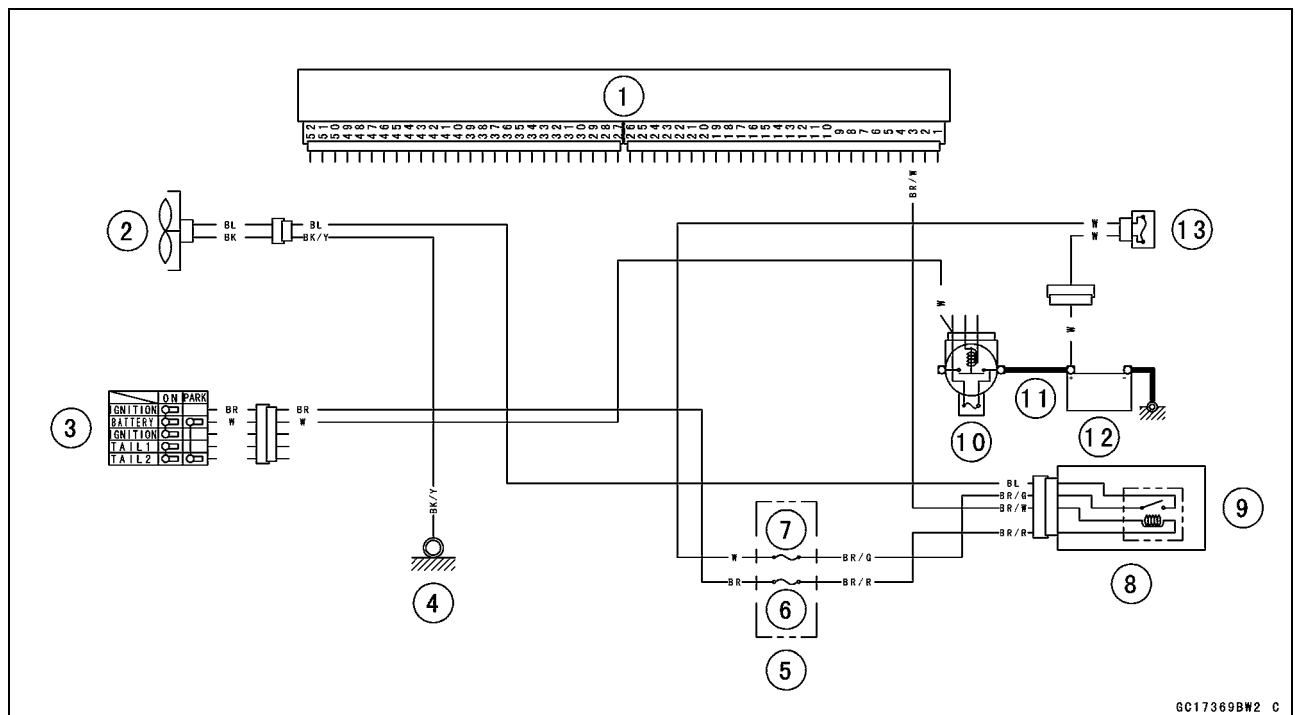 1
52 51 50 49 48 47 46 45 44 43 42 41 40 39 38 37 36 35 34 33 32 31 30 29 28 27 26 25 24 23 22 21 20 19 18 17 16 15 14 13 12 11 10 9 8 7 6 5 4 3 2 1
BR/W
2
BL BL
BK BK/Y
W
W
13
W
W
ON PARK
IGNITION BR BR
BATTERY W W
IGNITION
TAIL1
TAIL2
3
+ -
11
10
12
BK/Y
BL
BR/G
BR/W
BR/R
9
7
W BR/G
BR BR/R
6
4
8
5
GC17369BW2 C